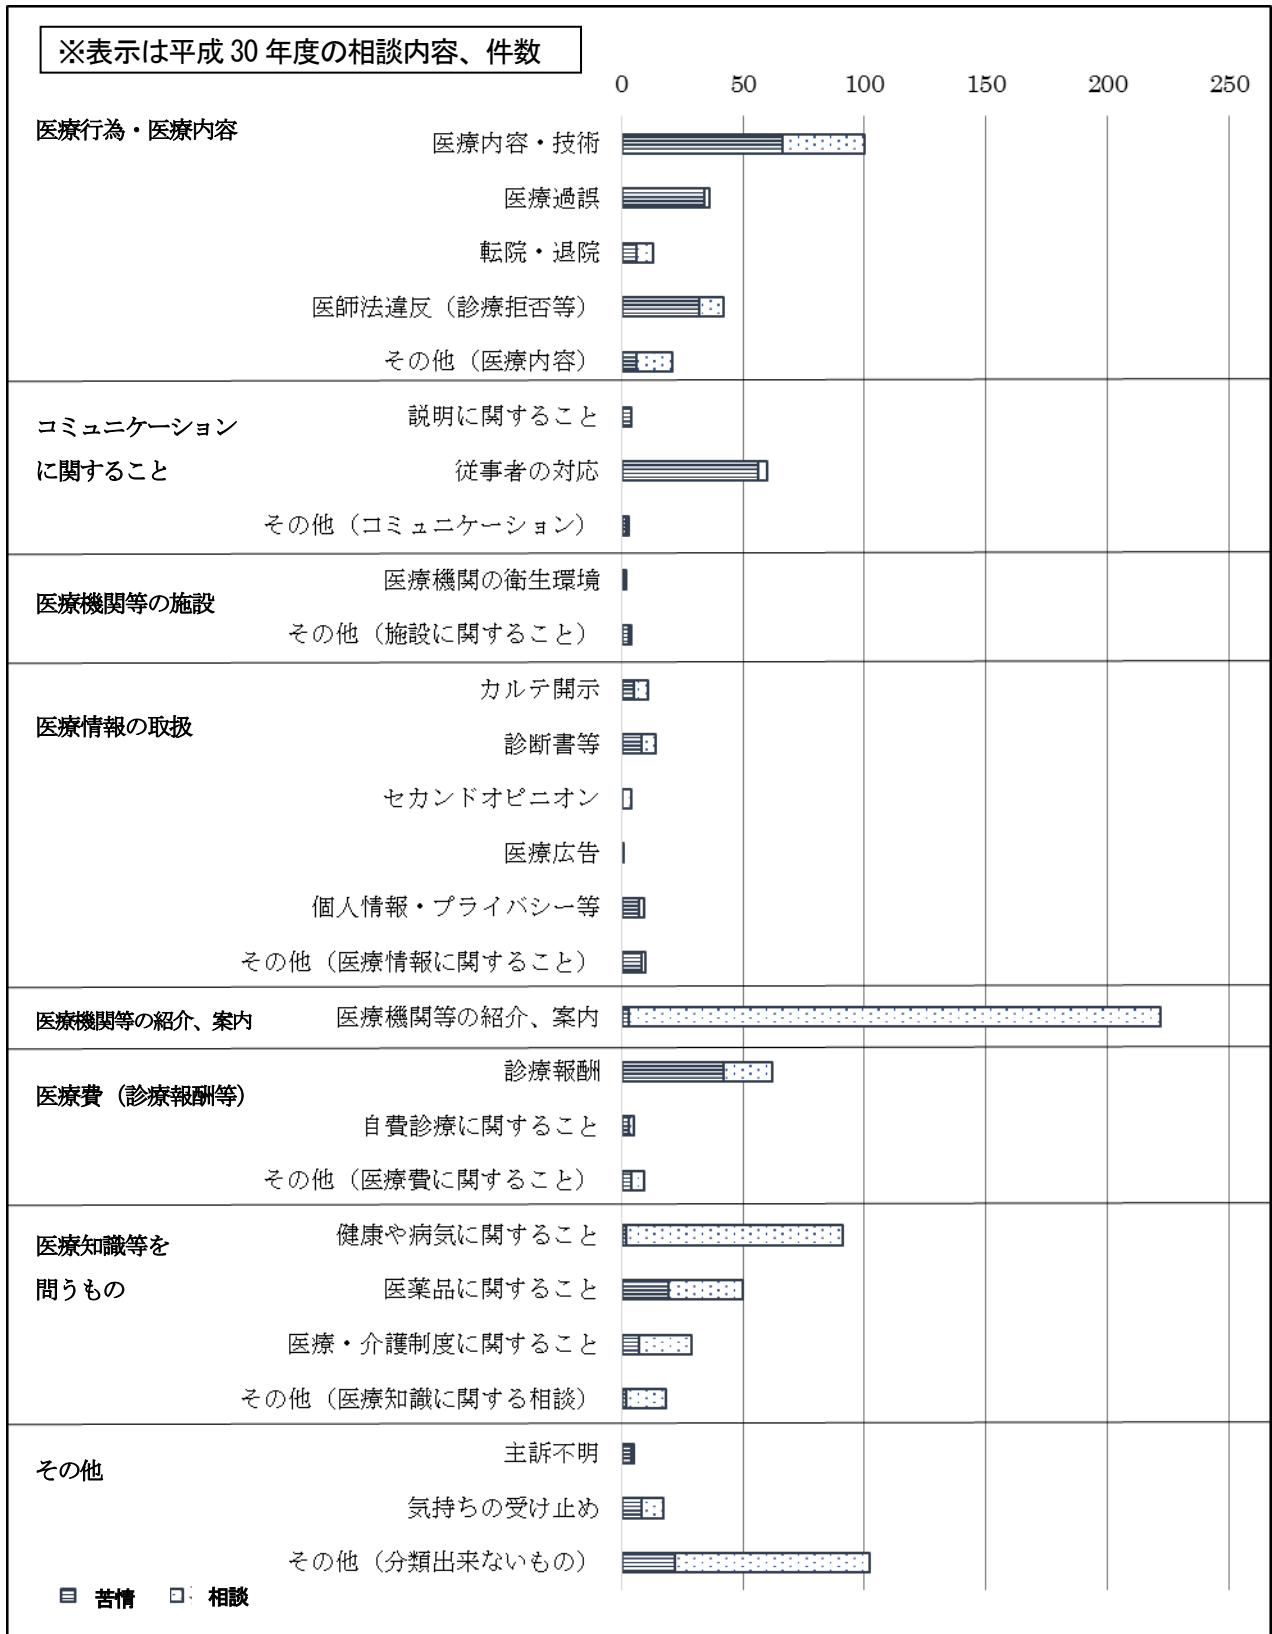 ※表示は平成 30 年度の相談内容、件数
0 50 100 150 200 250
医療行為・医療内容
医療内容・技術
医療過誤
転院・退院
医師法違反（診療拒否等）
その他（医療内容）
コミュニケーション
に関すること
説明に関すること
従事者の対応
その他（コミュニケーション）
医療機関等の施設
医療機関の衛生環境
その他（施設に関すること）
医療情報の取扱
カルテ開示
診断書等
セカンドオピニオン
医療広告
個人情報・プライバシー等
その他（医療情報に関すること）
医療機関等の紹介、案内
医療機関等の紹介、案内
医療費（診療報酬等）
診療報酬
自費診療に関すること
その他（医療費に関すること）
医療知識等を
問うもの
健康や病気に関すること
医薬品に関すること
医療・介護制度に関すること
その他（医療知識に関する相談）
その他
主訴不明
気持ちの受け止め
その他（分類出来ないもの）
苦情 相談